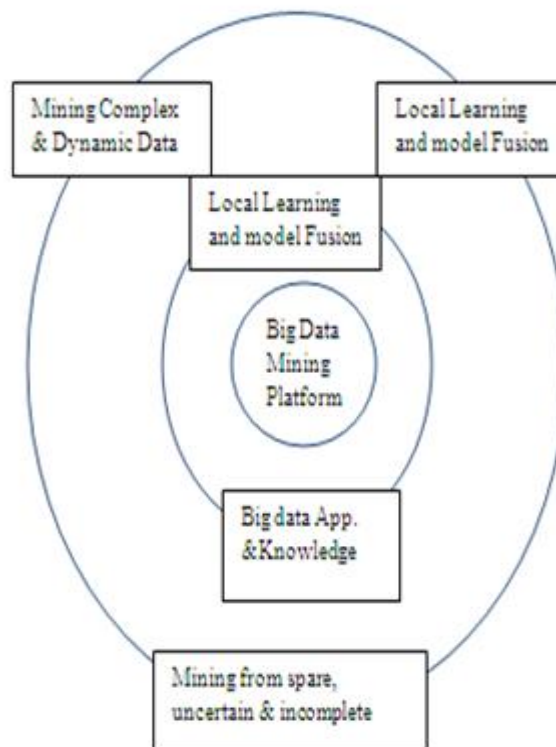 Mining Complex
& Dynamic Data
Local Learning
and model Fusion
Local Learning
and model Fusion
Big Data
Mining
Platform
Big data App.
&Knowledge
Mining from spare,
uncertain & incomplete